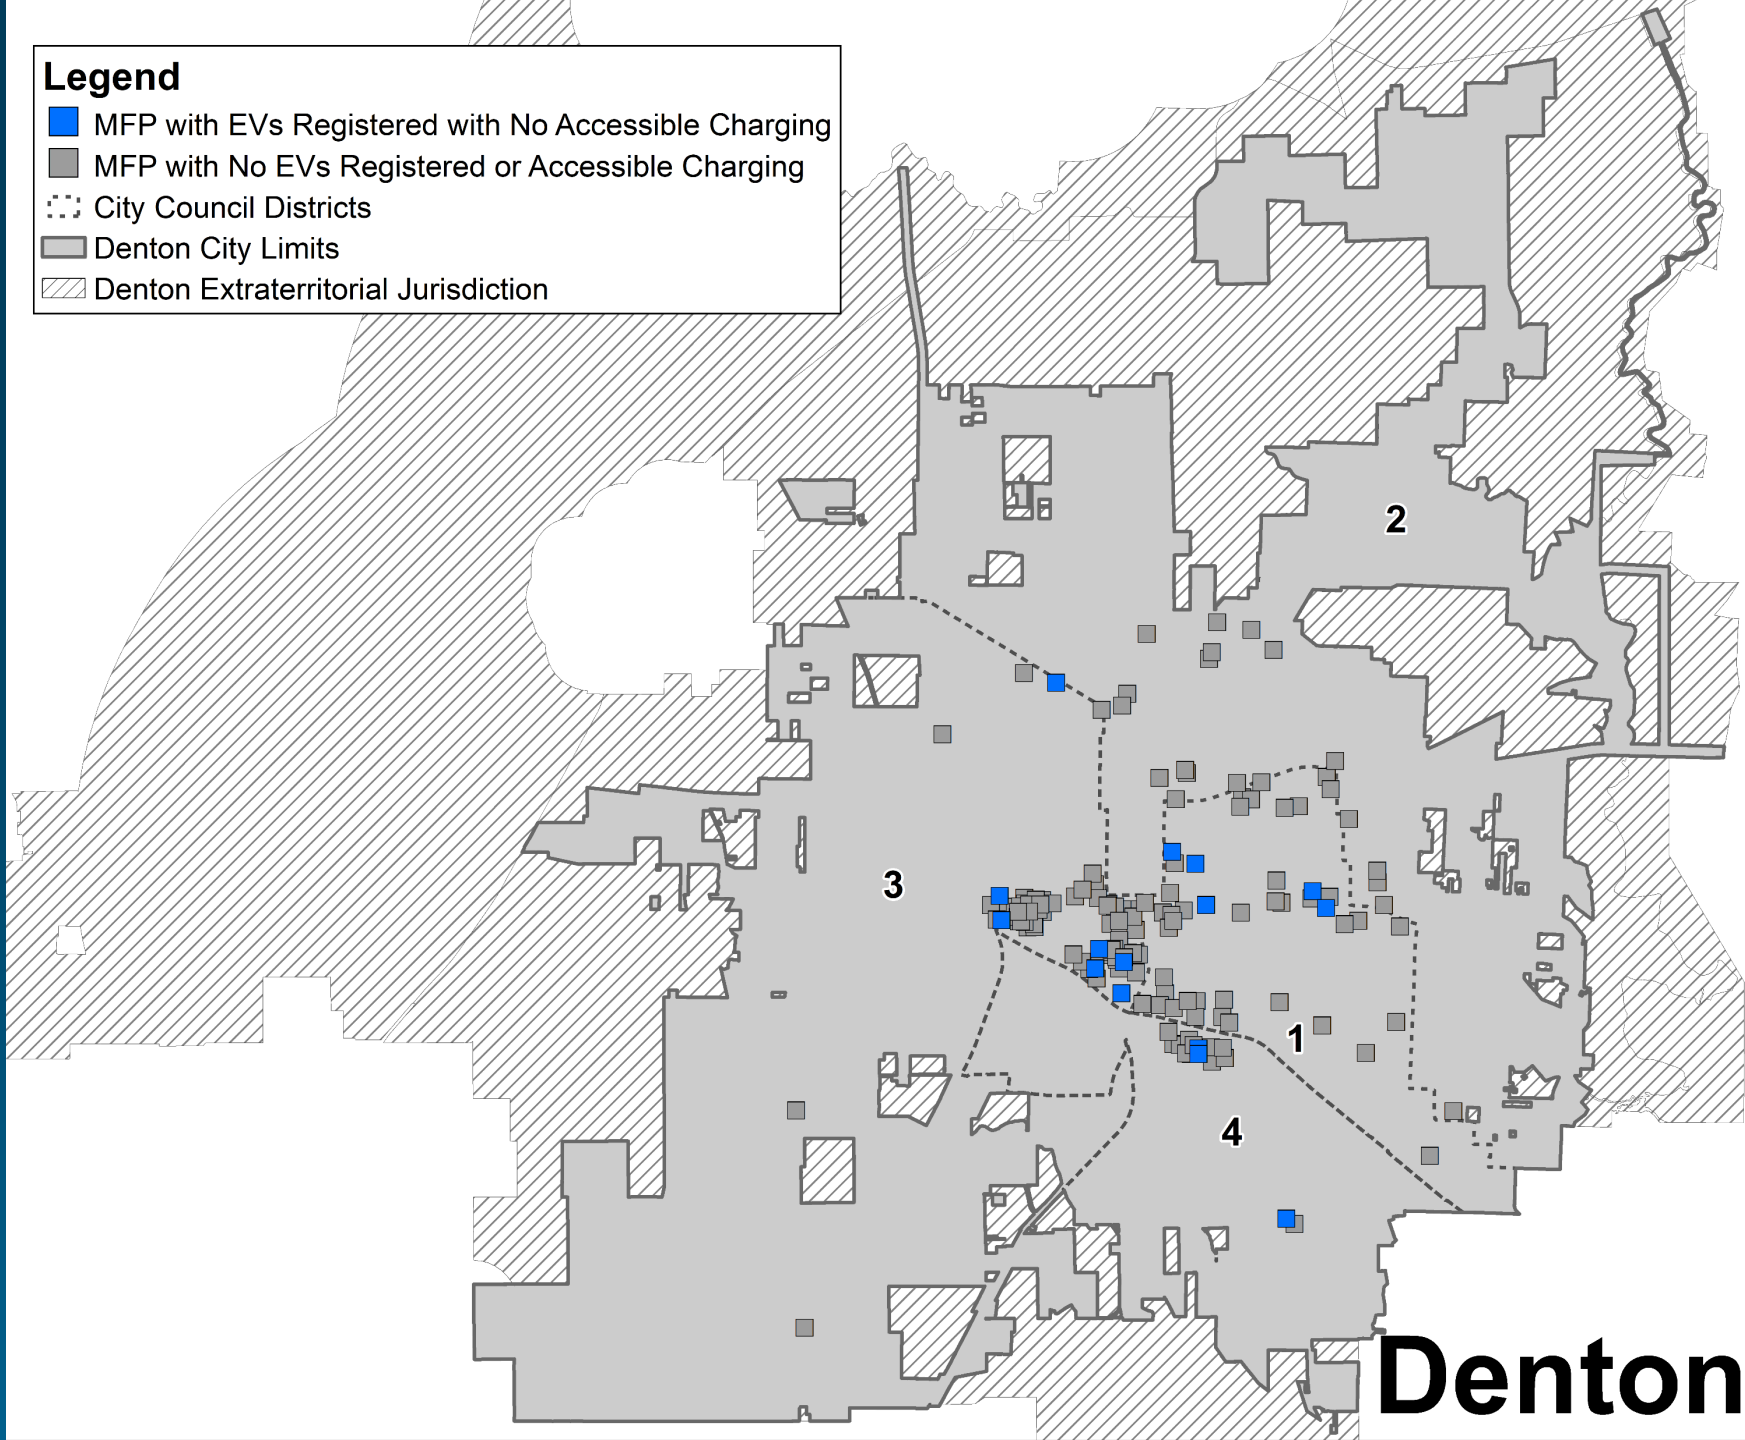 Legend
MFP with EVs Registered with No Accessible Charging
MFP with No EVs Registered or Accessible Charging
City Council Districts
Denton City Limits
Denton Extraterritorial Jurisdiction
2
3
1
4
Denton